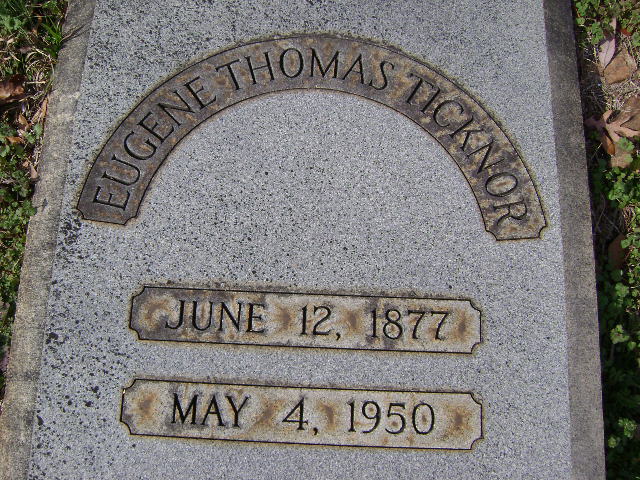 EUGENE THOMAS TICKNOR
JUNE 12, 1877
MAY 4, 1950